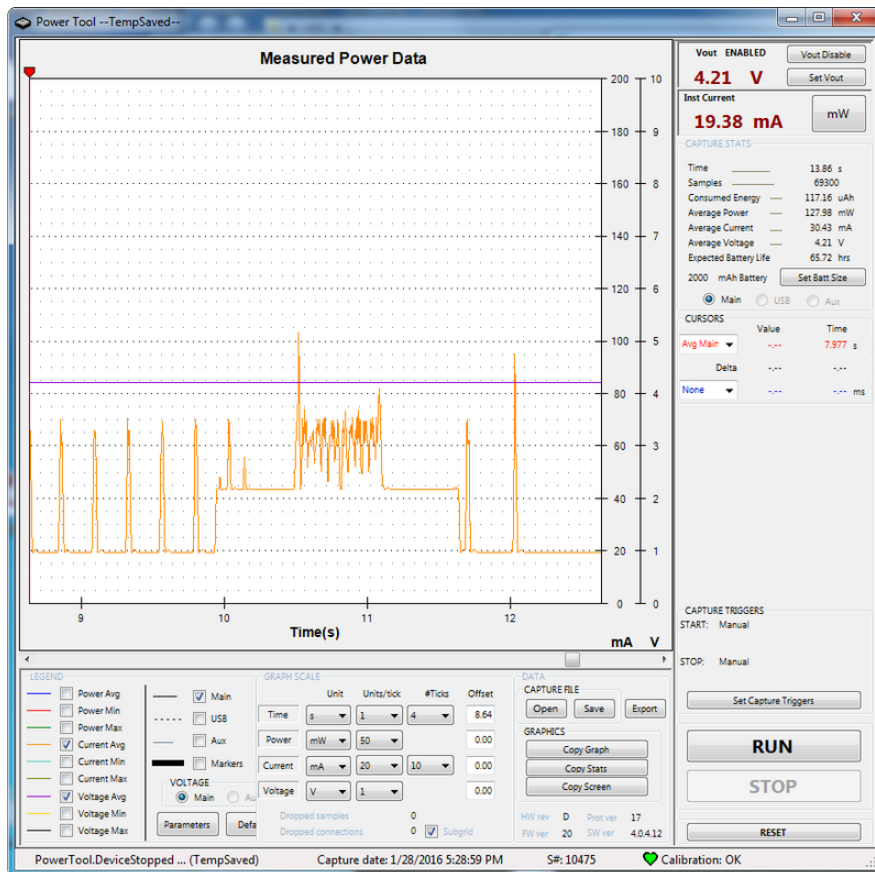 Power Tool --TempSaved--
Measured Power Data
200 10
180 9
160 8
140 7
120 6
100 5
80 4
60 3
40 2
20 1
0 0
9 10 11 12
Time(s)
mA V
Vout ENABLED Vout Disable
4.21 V Set Vout
Inst Current
19.38 mA mW
CAPTURE STATS
Time 13.86 s
Samples 69300
Consumed Energy 117.16 uAh
Average Power 127.98 mW
Average Current 30.43 mA
Average Voltage 4.21 V
Expected Battery Life 65.72 hrs
2000 mAh Battery Set Batt Size
Main USB Aux
CURSORS
Value Time
Avg Main -.-- 7.977 s
Delta -.-- -.--
None -.-- -.-- ms
CAPTURE TRIGGERS
START: Manual
STOP: Manual
Set Capture Triggers
RUN
STOP
RESET
LEGEND
Power Avg
Power Min
Power Max
Current Avg
Current Min
Current Max
Voltage Avg
Voltage Min
Voltage Max
Main
USB
Aux
Markers
VOLTAGE
Main Au
Parameters Defa
GRAPH SCALE
Unit Units/tick #Ticks Offset
Time s 1 4 8.64
Power mW 50 0.00
Current mA 20 10 0.00
Voltage V 1 0.00
Dropped samples 0
Dropped connections 0 Subgrid
DATA
CAPTURE FILE
Open Save Export
GRAPHICS
Copy Graph
Copy Stats
Copy Screen
HW rev D Prot ver 17
FW ver 20 SW ver 4.0.4.12
PowerTool.DeviceStopped ... (TempSaved) Capture date: 1/28/2016 5:28:59 PM S#: 10475 Calibration: OK